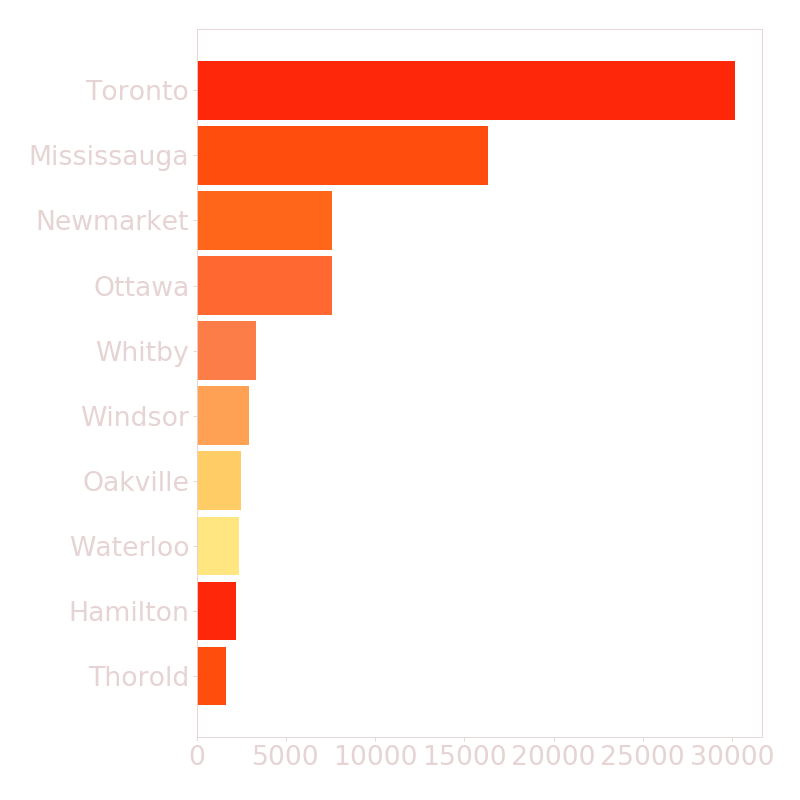 Toronto
Mississauga
Newmarket
Ottawa
Whitby
Windsor
Oakville
Waterloo
Hamilton
Thorold
0 5000 10000 15000 20000 25000 30000